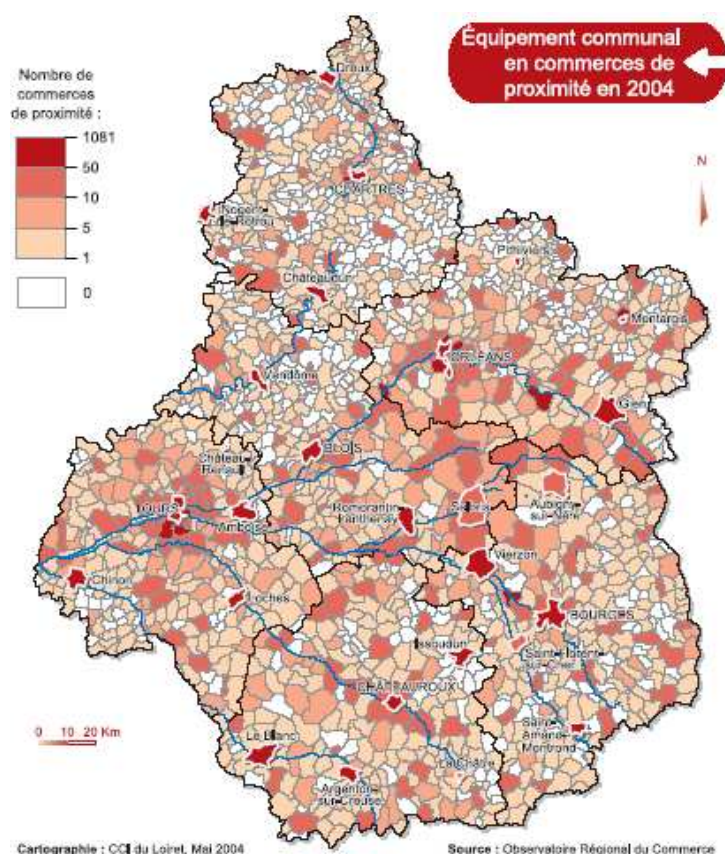 Équipement communal
en commerces de
proximité en 2004
Nombre de
commerces
de proximité :
1081
50
10
5
1
0
N
Dreux
CHARTRES
Nogent
le-Rotrou
Châteaudun
Pithiviers
Montargis
ORLÉANS
Vendôme
Gien
BLOIS
Château
Renault
TOURS
Amboise
Romorantin
Lanthenay
Salbris
Aubigny
sur-Nère
Chinon
Loches
Vierzon
BOURGES
Issoudun
Saint-Florent
sur-Cher
CHÂTEAUROUX
Saint-
Amand-
Montrond
Le Blanc
La Châtre
Argenton
sur-Creuse
0 10 20 Km
Cartographie : CCI du Loiret, Mai 2004
Source : Observatoire Régional du Commerce